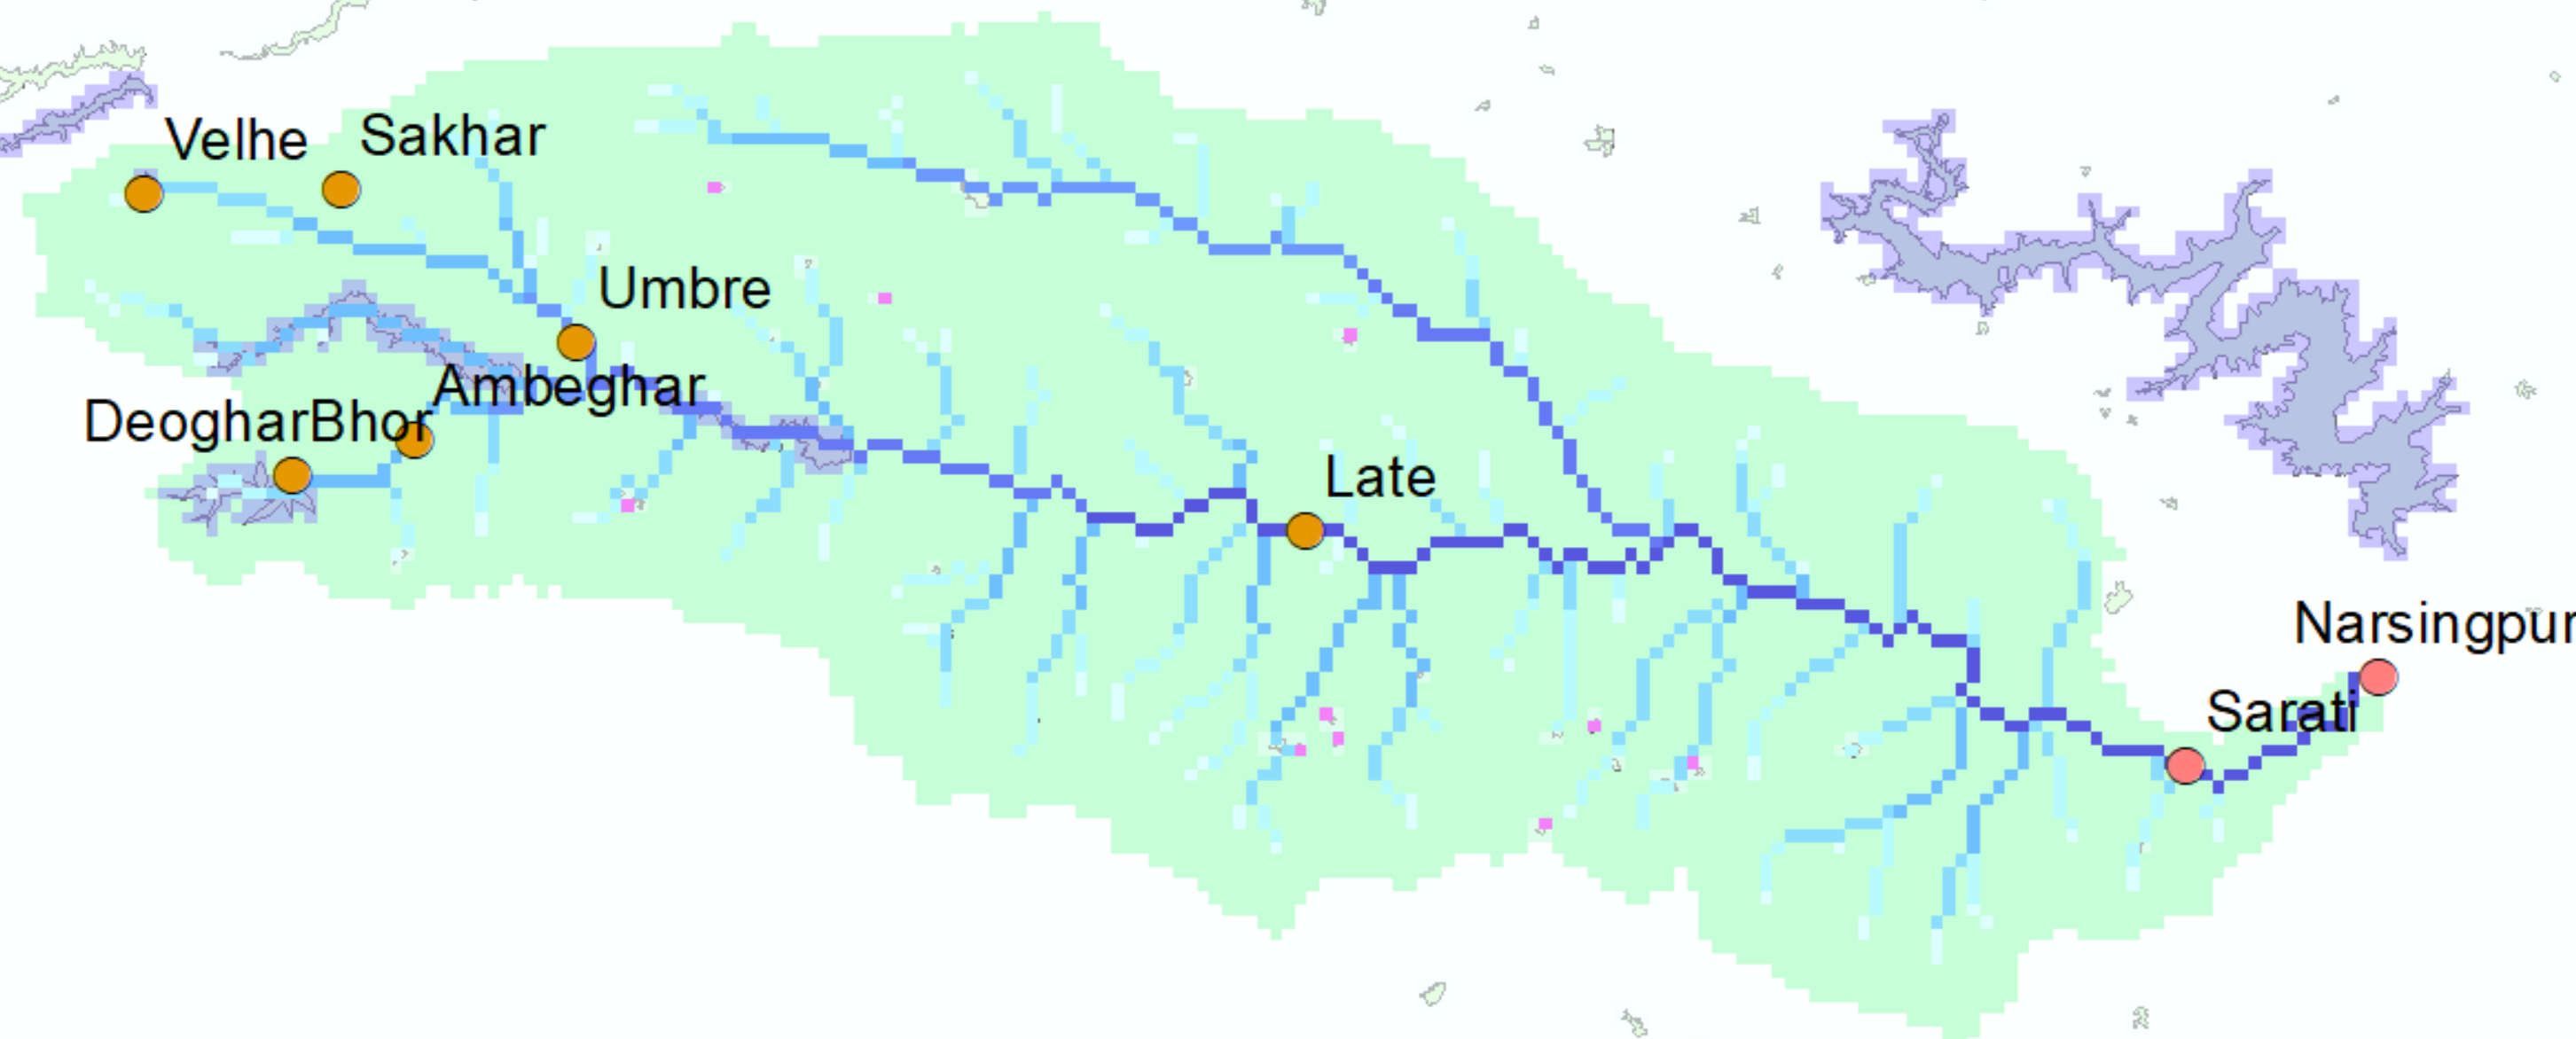 Velhe
Sakhar
Umbre
Ambeghar
DeogharBhor
Late
Narsingpur
Sarati